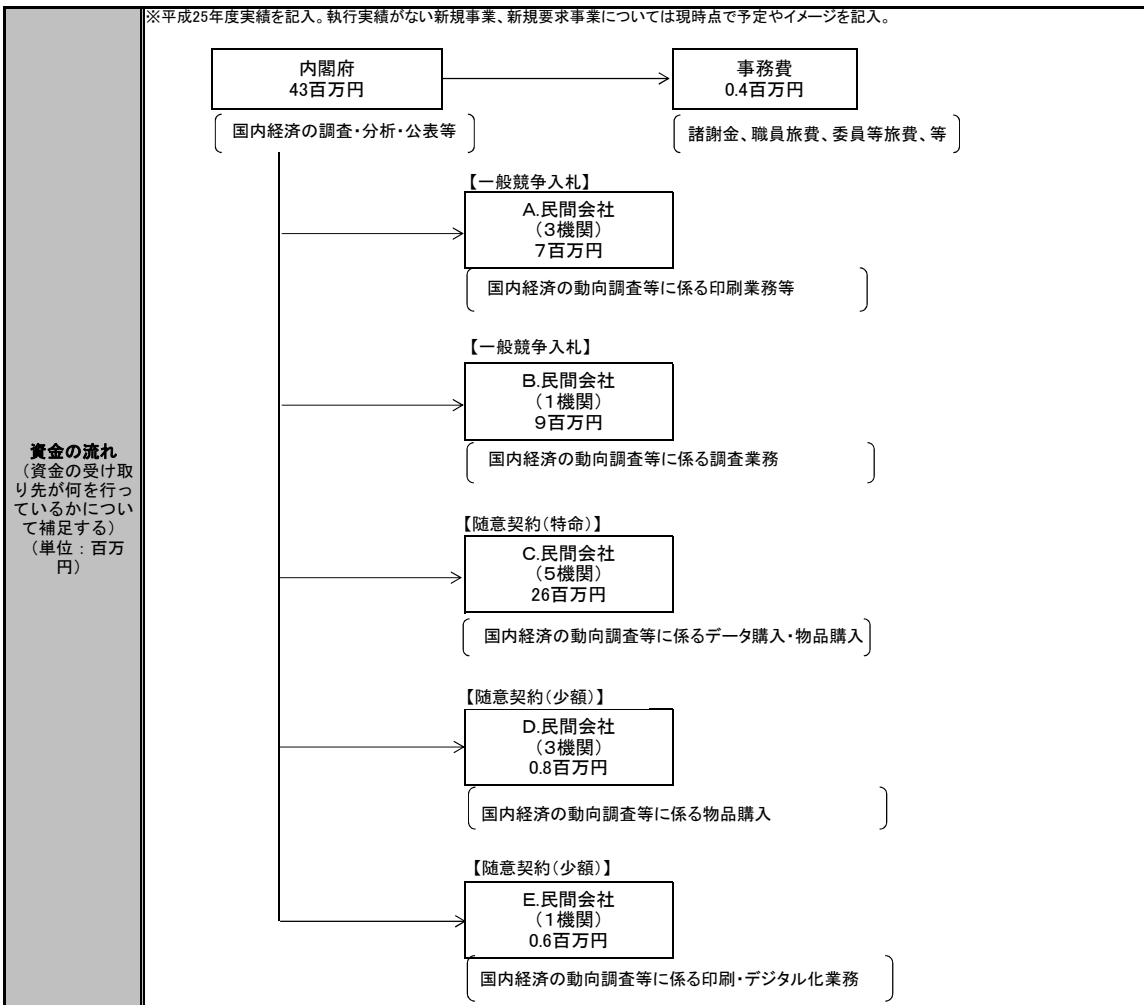 ※平成25年度実績を記入。執行実績がない新規事業、新規要求事業については現時点で予定やイメージを記入。
資金の流れ
（資金の受け取
り先が何を行っ
ているかについ
て補足する）
（単位：百万
円）
内閣府
43百万円
事務費
0.4百万円
国内経済の調査・分析・公表等
諸謝金、職員旅費、委員等旅費、等
【一般競争入札】
A.民間会社
（３機関）
７百万円
国内経済の動向調査等に係る印刷業務等
【一般競争入札】
B.民間会社
（１機関）
９百万円
国内経済の動向調査等に係る調査業務
【随意契約（特命）】
C.民間会社
（５機関）
26百万円
国内経済の動向調査等に係るデータ購入・物品購入
【随意契約（少額）】
D.民間会社
（３機関）
0.8百万円
国内経済の動向調査等に係る物品購入
【随意契約（少額）】
E.民間会社
（１機関）
0.6百万円
国内経済の動向調査等に係る印刷・デジタル化業務